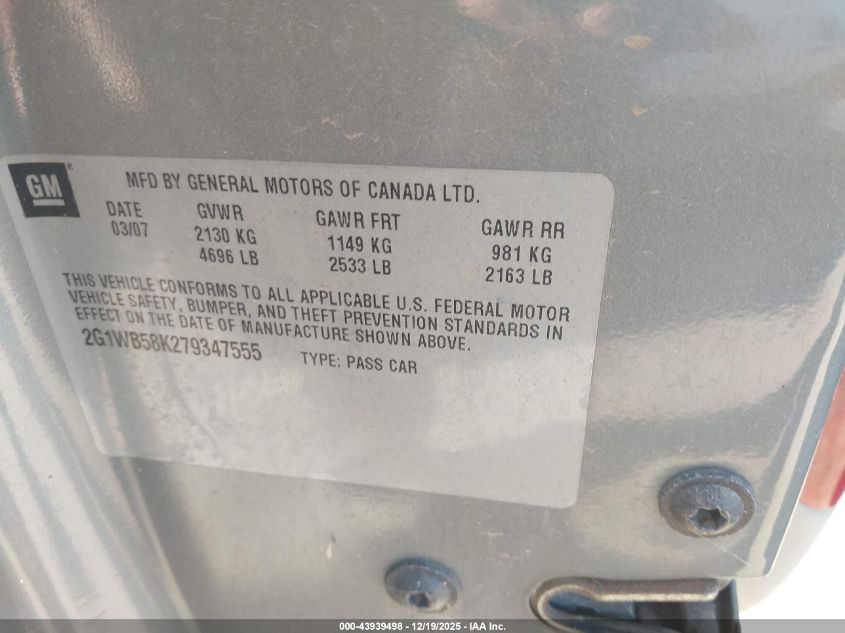 GM
MFD BY GENERAL MOTORS OF CANADA LTD.
DATE GVWR GAWR FRT GAWR RR
03/07 2130 KG 1149 KG 981 KG
4696 LB 2533 LB 2163 LB
THIS VEHICLE CONFORMS TO ALL APPLICABLE U.S. FEDERAL MOTOR
VEHICLE SAFETY, BUMPER, AND THEFT PREVENTION STANDARDS IN
EFFECT ON THE DATE OF MANUFACTURE SHOWN ABOVE.
2G1WB58K279347555 TYPE: PASS CAR
000-43939498 - 12/19/2025 - IAA Inc.